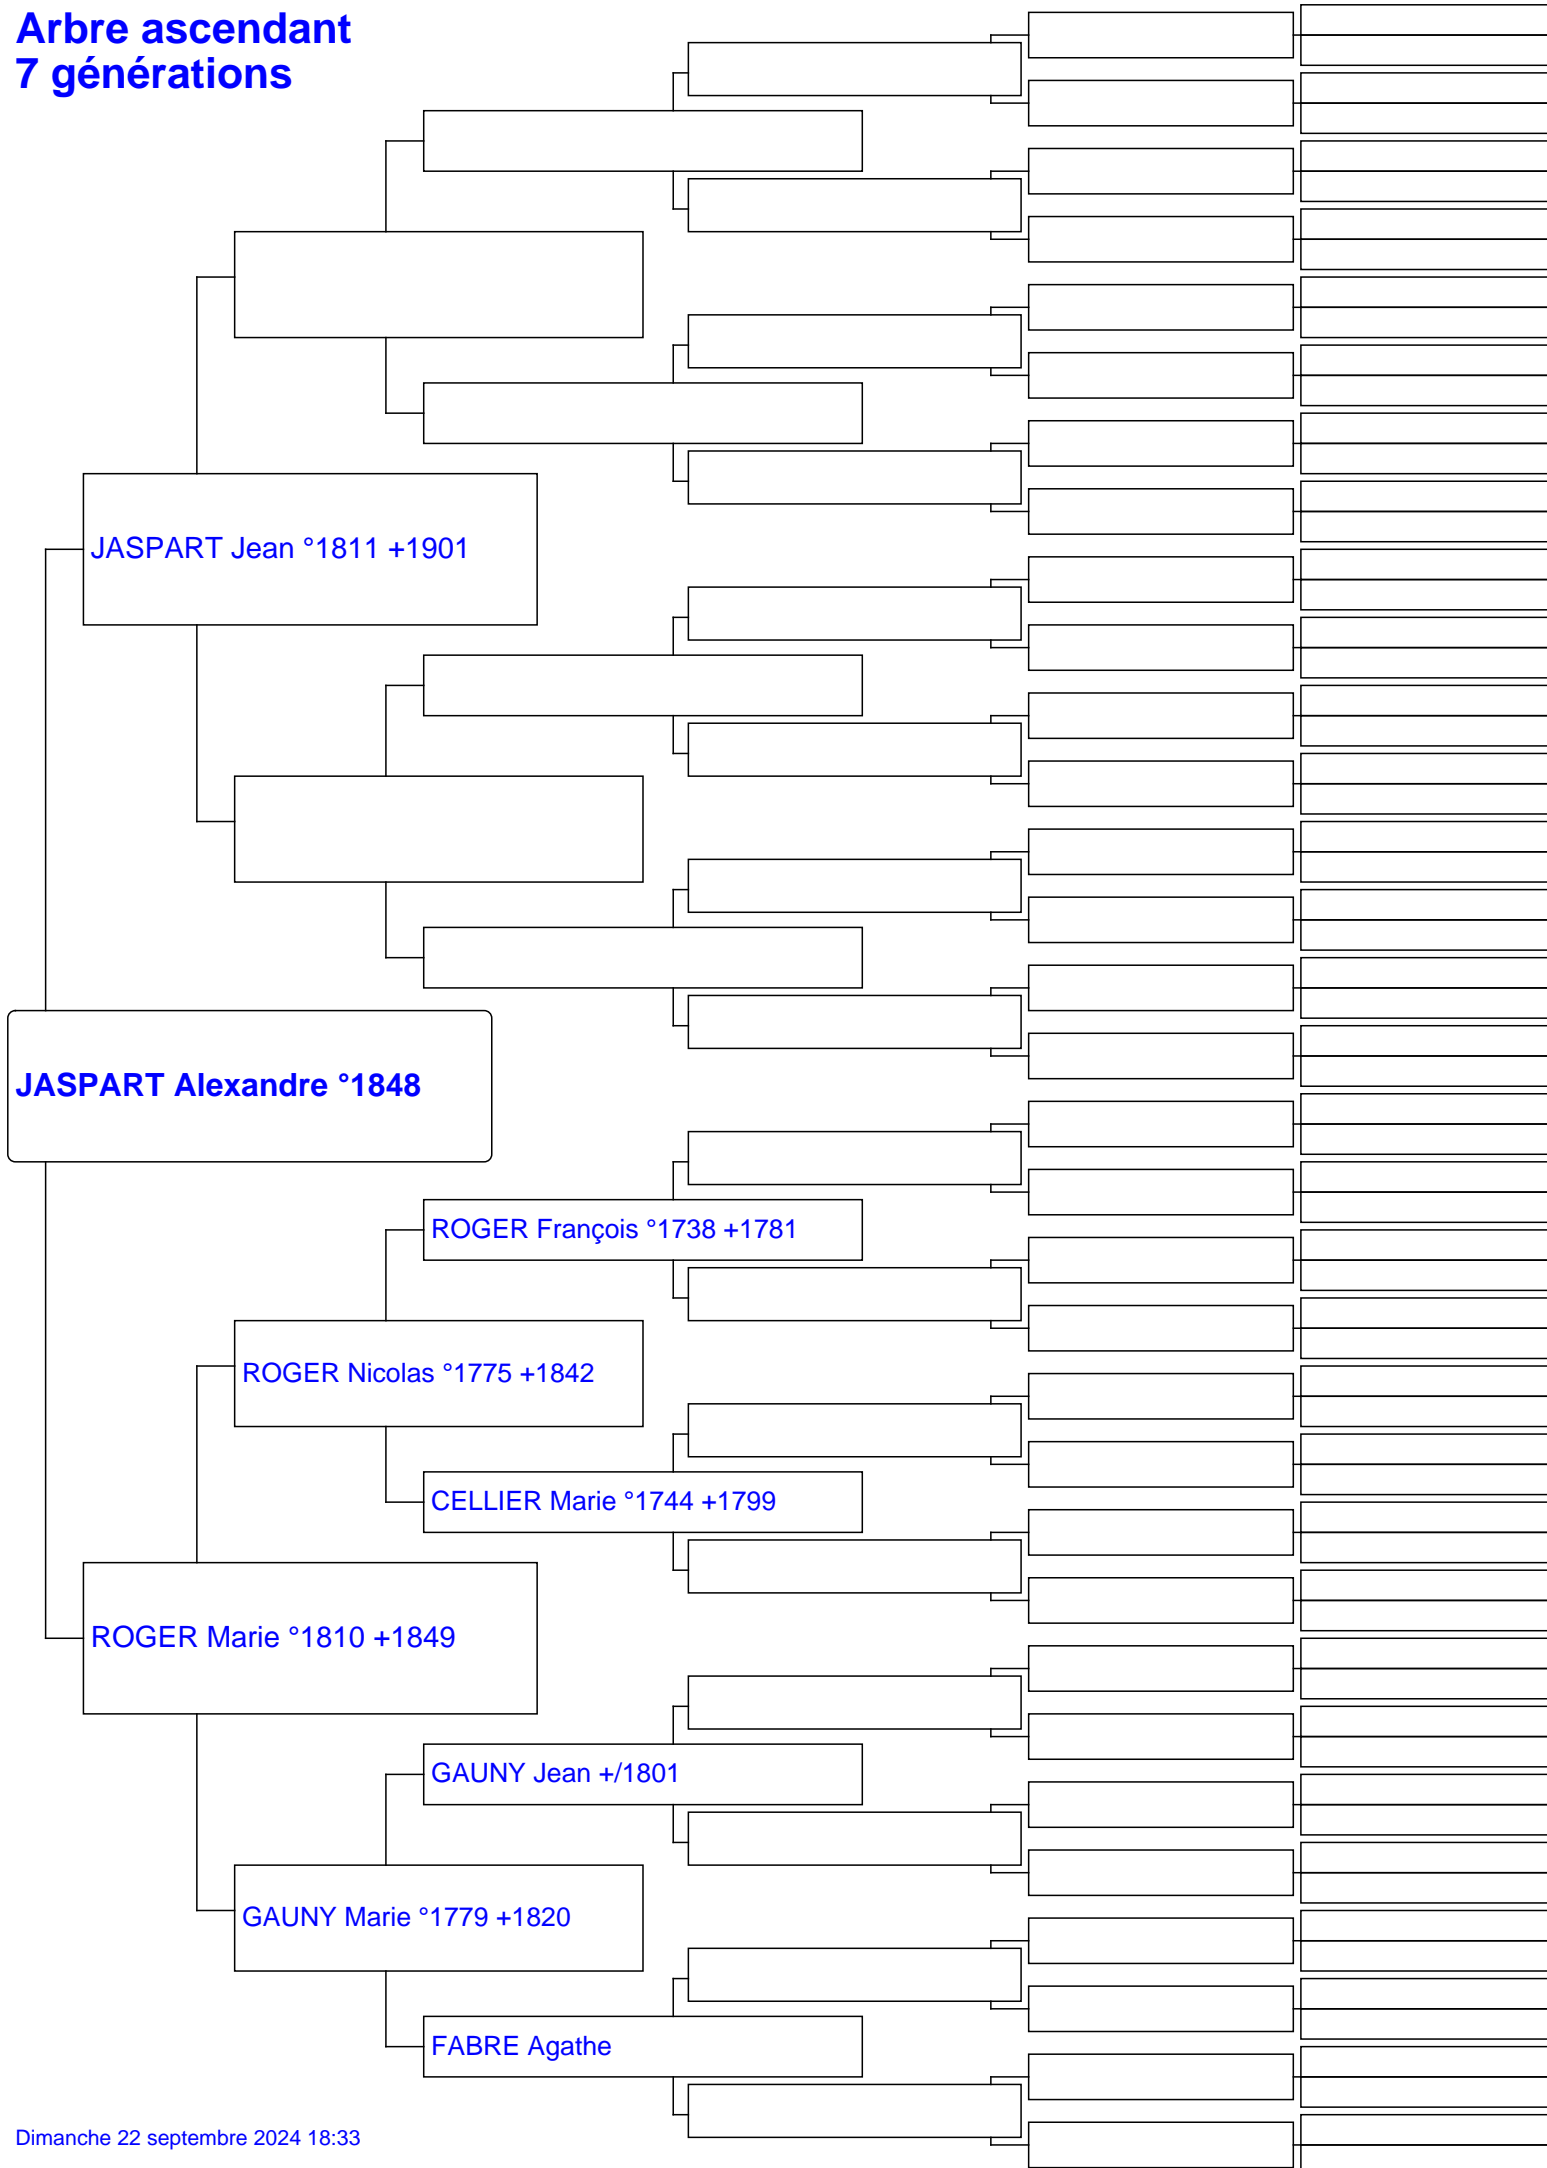 Arbre ascendant
7 générations
JASPART Jean °1811 +1901
JASPART Alexandre °1848
ROGER François °1738 +1781
ROGER Nicolas °1775 +1842
CELLIER Marie °1744 +1799
ROGER Marie °1810 +1849
GAUNY Jean +/1801
GAUNY Marie °1779 +1820
FABRE Agathe
Dimanche 22 septembre 2024 18:33